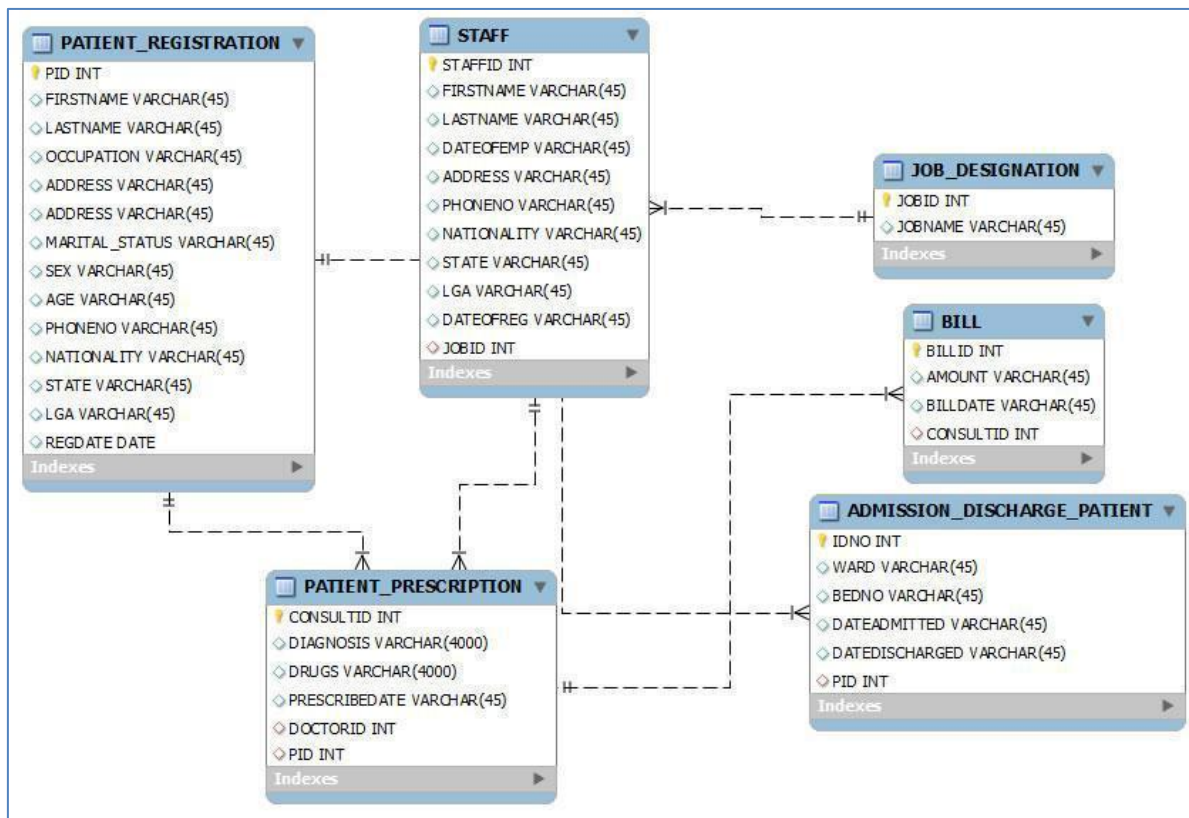 PATIENT_REGISTRATION
PID INT
FIRSTNAME VARCHAR(45)
LASTNAME VARCHAR(45)
OCCUPATION VARCHAR(45)
ADDRESS VARCHAR(45)
ADDRESS VARCHAR(45)
MARITAL_STATUS VARCHAR(45)
SEX VARCHAR(45)
AGE VARCHAR(45)
PHONENO VARCHAR(45)
NATIONALITY VARCHAR(45)
STATE VARCHAR(45)
LGA VARCHAR(45)
REGDATE DATE
Indexes
STAFF
STAFFID INT
FIRSTNAME VARCHAR(45)
LASTNAME VARCHAR(45)
DATEOFEMP VARCHAR(45)
ADDRESS VARCHAR(45)
PHONENO VARCHAR(45)
NATIONALITY VARCHAR(45)
STATE VARCHAR(45)
LGA VARCHAR(45)
DATEOFREG VARCHAR(45)
JOBID INT
Indexes
JOB_DESIGNATION
JOBID INT
JOBNAME VARCHAR(45)
Indexes
BILL
BILLID INT
AMOUNT VARCHAR(45)
BILLDATE VARCHAR(45)
CONSULTID INT
Indexes
ADMISSION_DISCHARGE_PATIENT
IDNO INT
WARD VARCHAR(45)
BEDNO VARCHAR(45)
DATEADMITTED VARCHAR(45)
DATEDISCHARGED VARCHAR(45)
PID INT
Indexes
PATIENT_PRESCRIPTION
CONSULTID INT
DIAGNOSIS VARCHAR(4000)
DRUGS VARCHAR(4000)
PRESCRIBEDATE VARCHAR(45)
DOCTORID INT
PID INT
Indexes